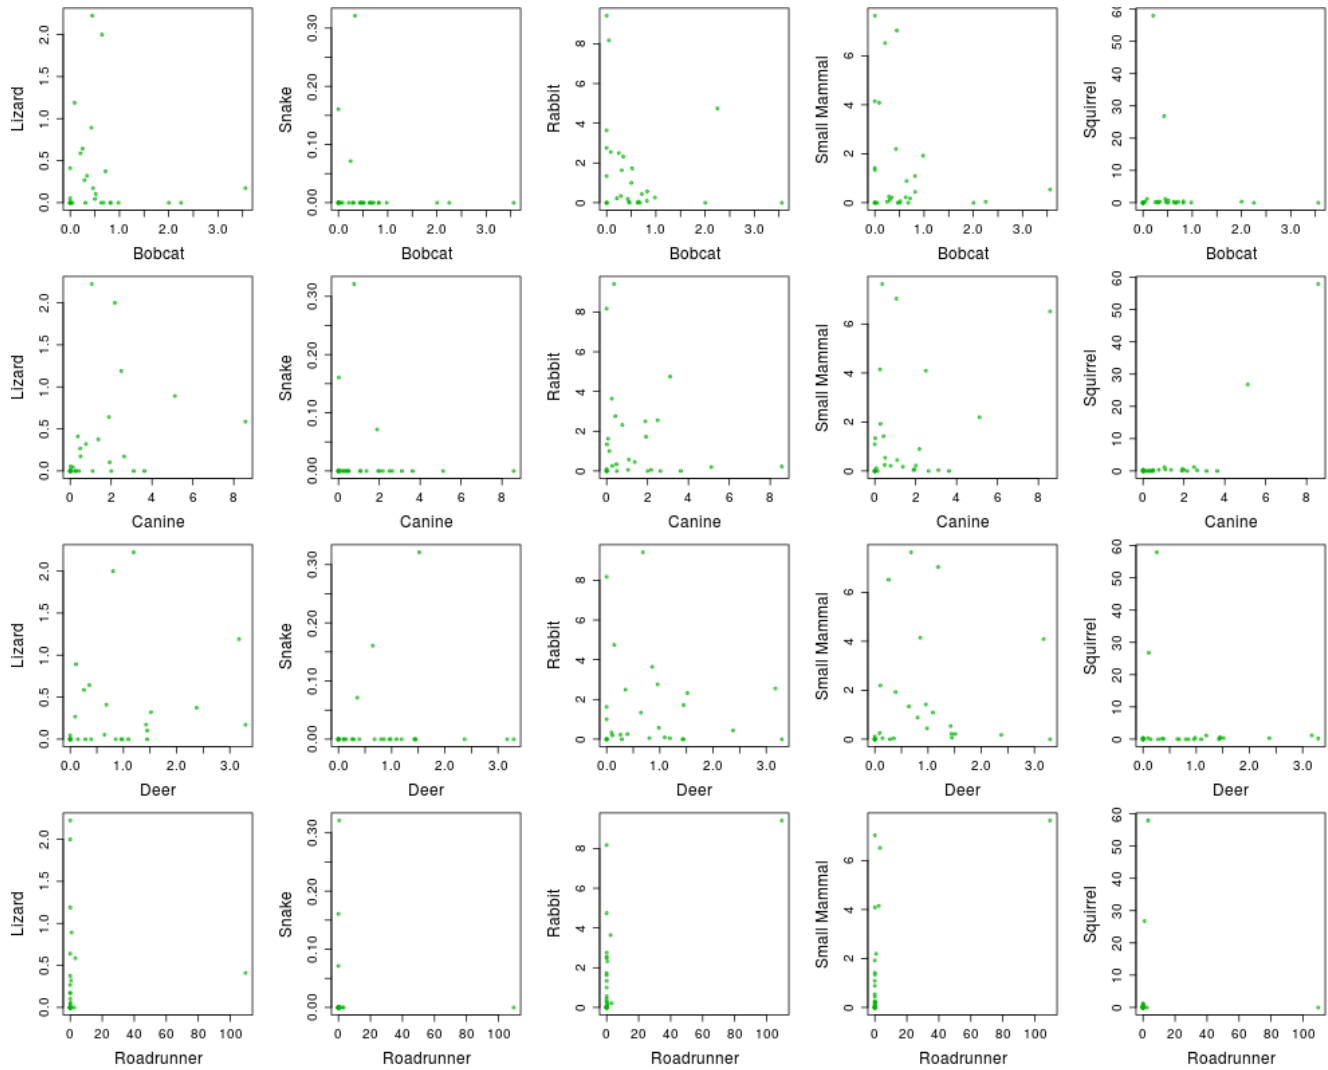 Lizard
0.0 0.5 1.0 1.5 2.0
0.0 1.0 2.0 3.0
Bobcat
Snake
0.00 0.10 0.20 0.30
0.0 1.0 2.0 3.0
Bobcat
Rabbit
0 2 4 6 8
0.0 1.0 2.0 3.0
Bobcat
Small Mammal
0 2 4 6
0.0 1.0 2.0 3.0
Bobcat
Squirrel
0 10 20 30 40 50 60
0.0 1.0 2.0 3.0
Bobcat
Lizard
0.0 0.5 1.0 1.5 2.0
0 2 4 6 8
Canine
Snake
0.00 0.10 0.20 0.30
0 2 4 6 8
Canine
Rabbit
0 2 4 6 8
0 2 4 6 8
Canine
Small Mammal
0 2 4 6
0 2 4 6 8
Canine
Squirrel
0 10 20 30 40 50 60
0 2 4 6 8
Canine
Lizard
0.0 0.5 1.0 1.5 2.0
0.0 1.0 2.0 3.0
Deer
Snake
0.00 0.10 0.20 0.30
0.0 1.0 2.0 3.0
Deer
Rabbit
0 2 4 6 8
0.0 1.0 2.0 3.0
Deer
Small Mammal
0 2 4 6
0.0 1.0 2.0 3.0
Deer
Squirrel
0 10 20 30 40 50 60
0.0 1.0 2.0 3.0
Deer
Lizard
0.0 0.5 1.0 1.5 2.0
0 20 40 60 80 100
Roadrunner
Snake
0.00 0.10 0.20 0.30
0 20 40 60 80 100
Roadrunner
Rabbit
0 2 4 6 8
0 20 40 60 80 100
Roadrunner
Small Mammal
0 2 4 6
0 20 40 60 80 100
Roadrunner
Squirrel
0 10 20 30 40 50 60
0 20 40 60 80 100
Roadrunner